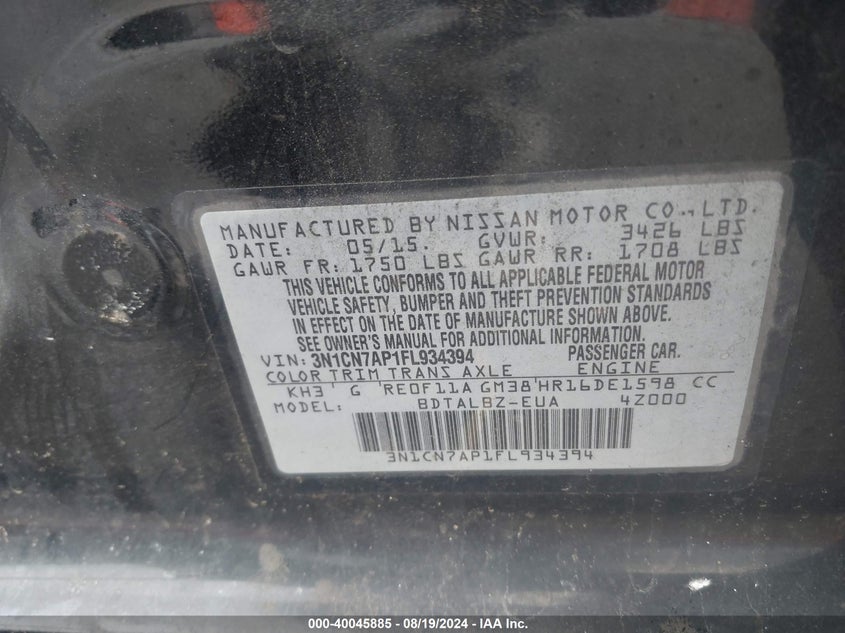 MANUFACTURED BY NISSAN MOTOR CO., LTD.
DATE: 05/15. GVWR: 3426 LBS
GAWR FR: 1750 LBS GAWR RR: 1708 LBS
THIS VEHICLE CONFORMS TO ALL APPLICABLE FEDERAL MOTOR
VEHICLE SAFETY, BUMPER AND THEFT PREVENTION STANDARDS
IN EFFECT ON THE DATE OF MANUFACTURE SHOWN ABOVE.
SEE OWNER'S MANUAL FOR ADDITIONAL INFORMATION.
VIN: 3N1CN7AP1FL934394 PASSENGER CAR.
COLOR TRIM TRANS AXLE ENGINE
KH3 G RE0F11A GM38 HR16DE1598 CC
MODEL: BDTALBZ-EUA 4Z000
3N1CN7AP1FL934394
000-40045885 - 08/19/2024 - IAA Inc.